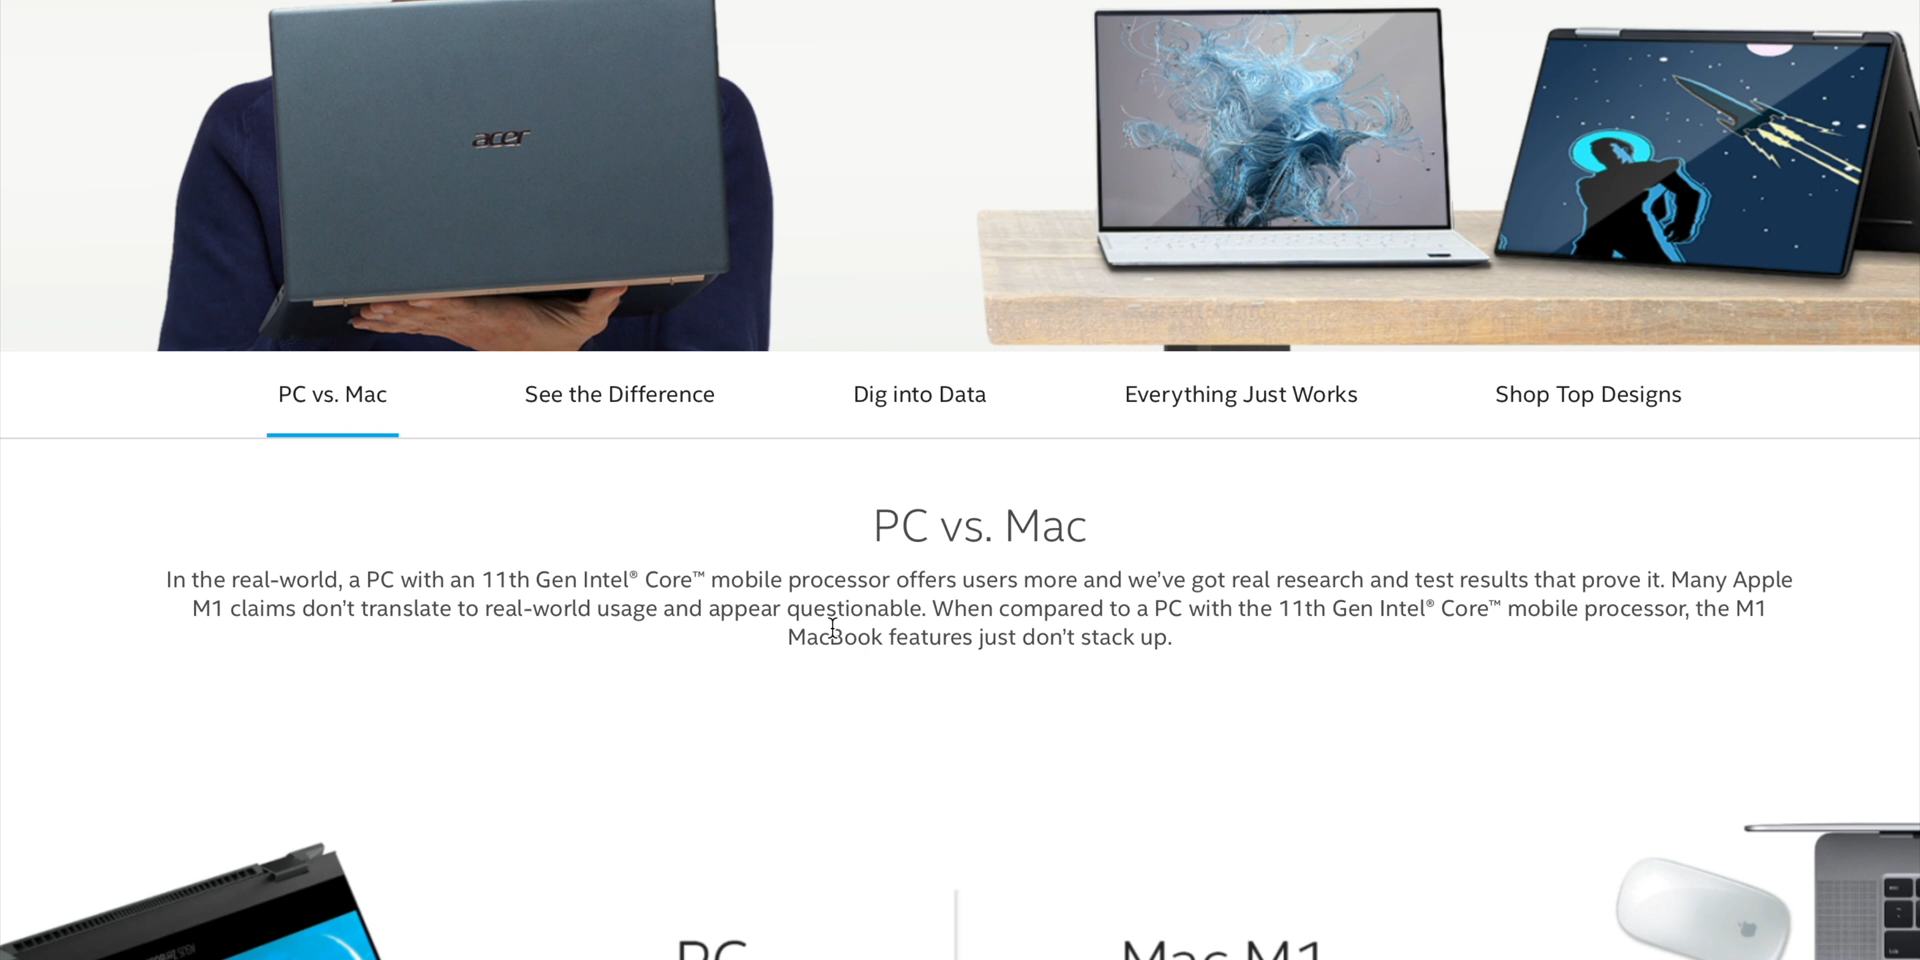 acer
PC vs. Mac
See the Difference
Dig into Data
Everything Just Works
Shop Top Designs
PC vs. Mac
In the real-world, a PC with an 11th Gen Intel® Core™ mobile processor offers users more and we’ve got real research and test results that prove it. Many Apple
M1 claims don’t translate to real-world usage and appear questionable. When compared to a PC with the 11th Gen Intel® Core™ mobile processor, the M1
MacBook features just don’t stack up.
PC
Mac M1